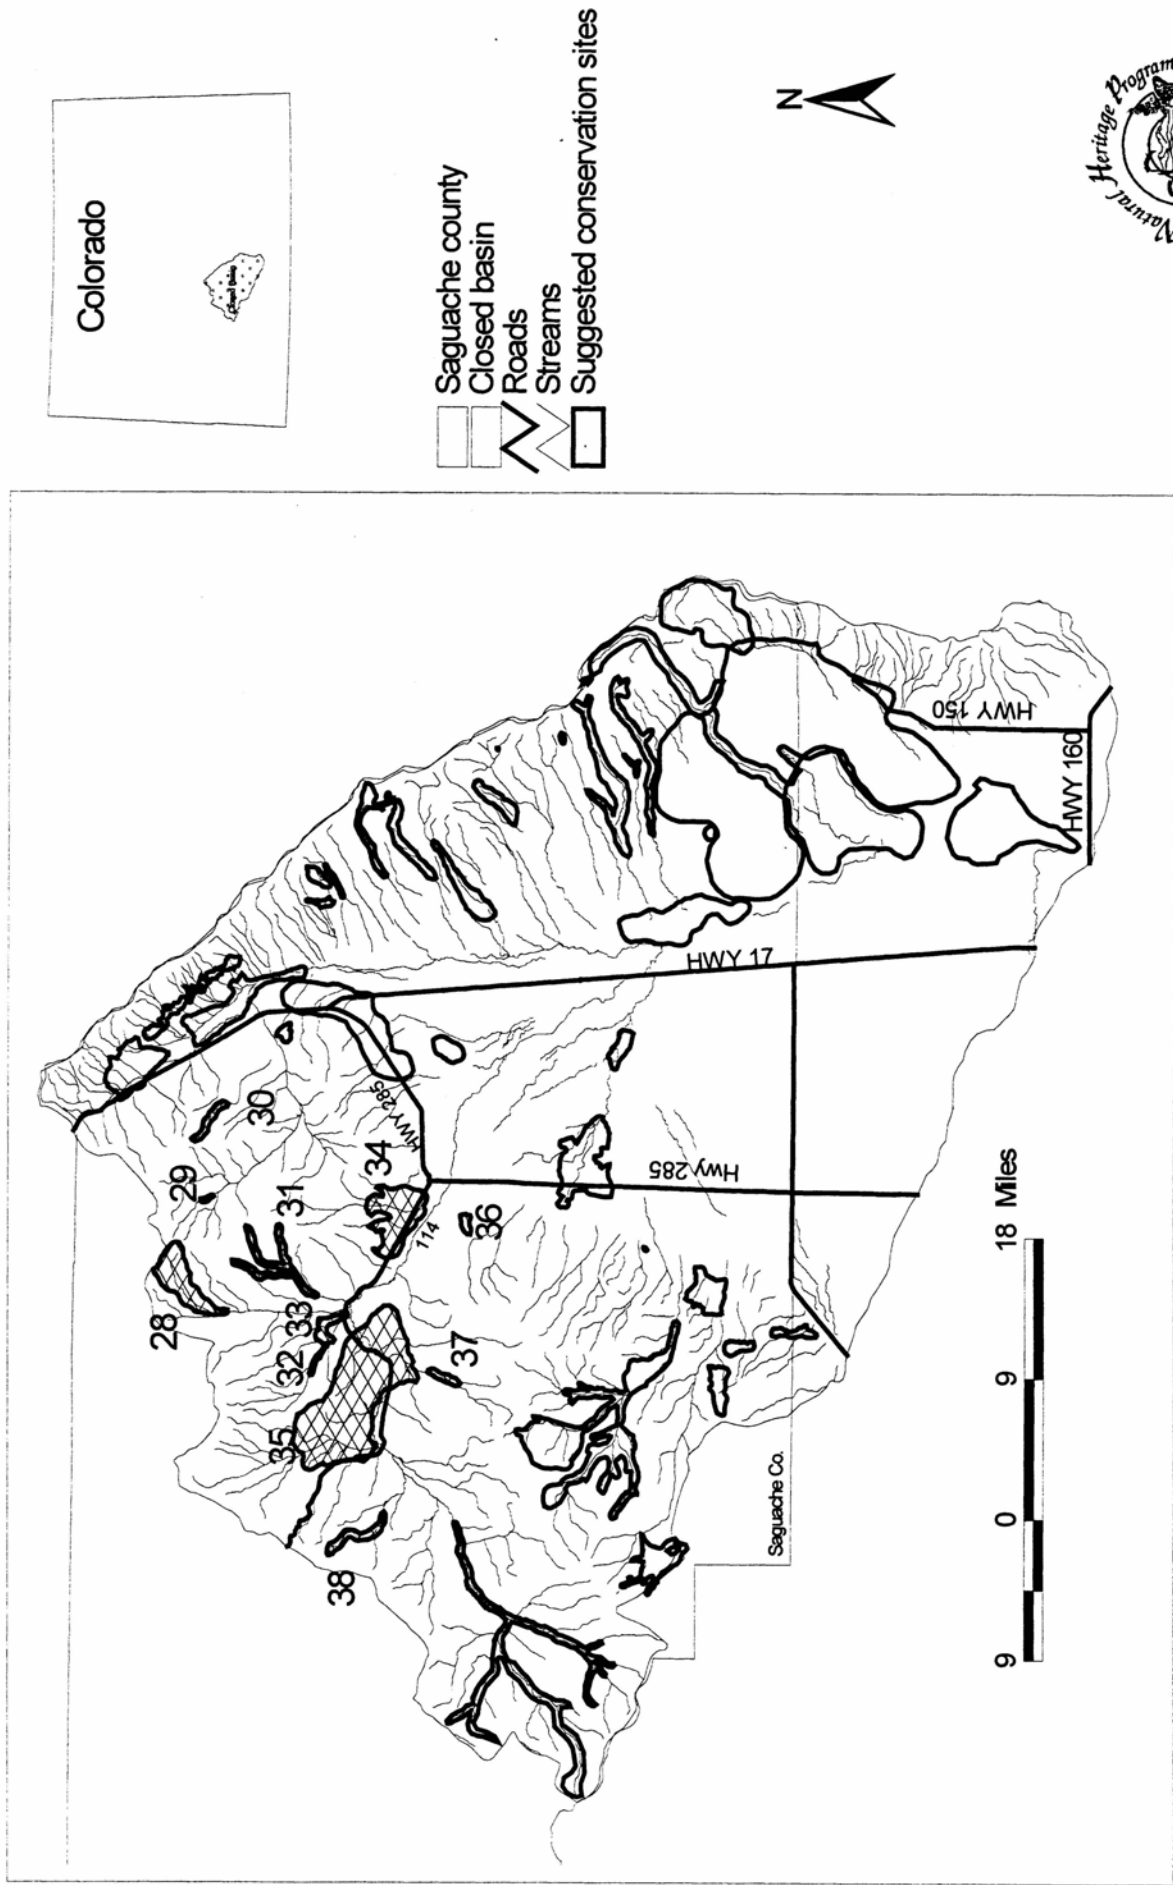 Colorado
Saguache county
Closed basin
Roads
Streams
Suggested conservation sites
N
Natural Heritage Program
28
29
30
31
32
33
34
35
36
37
38
HWY 285
114
Hwy 285
HWY 17
HWY 150
HWY 160
Saguache Co.
9 0 9 18 Miles